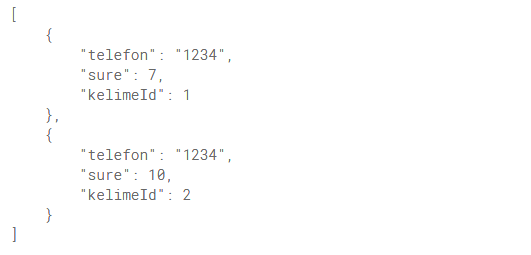 [
    {
        "telefon": "1234",
        "sure": 7,
        "kelimeId": 1
    },
    {
        "telefon": "1234",
        "sure": 10,
        "kelimeId": 2
    }
]